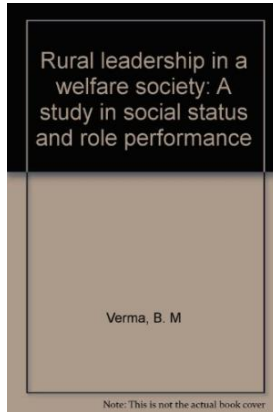 Rural leadership in a
welfare society: A
study in social status
and role performance
Verma, B. M
Note: This is not the actual book cover